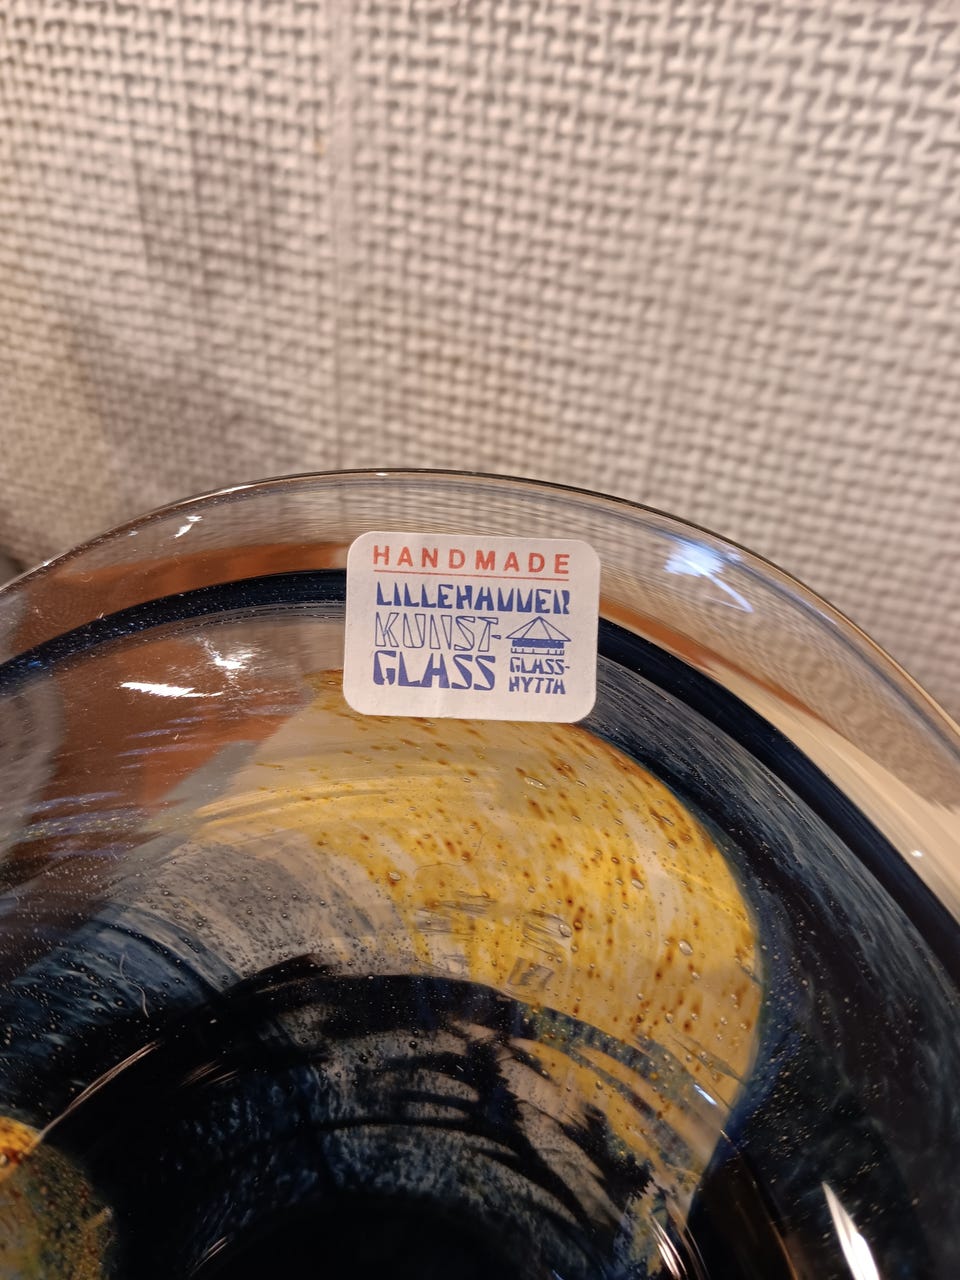 HANDMADE
LILLEHAMMER
KUNST-
GLASS
GLASS-
HYTTA